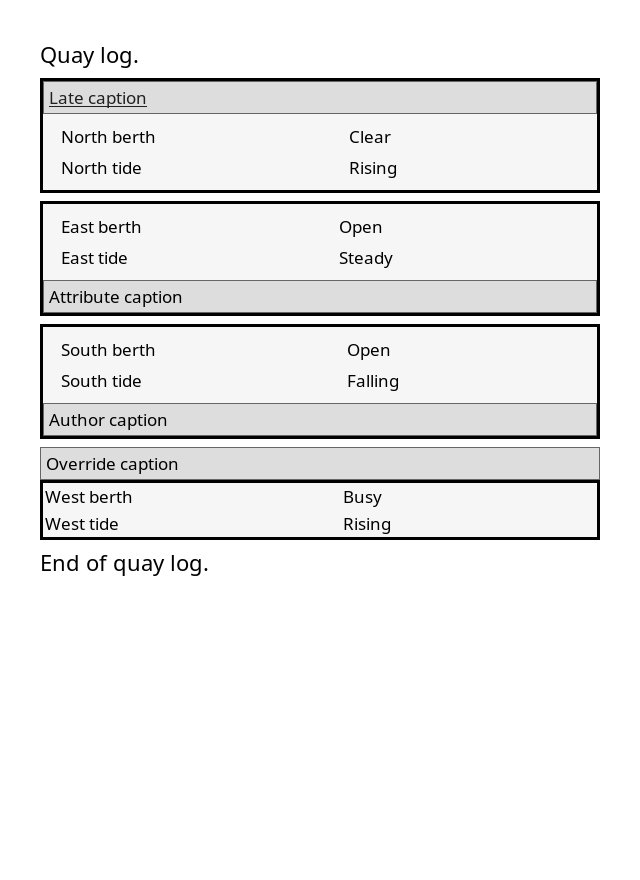 Quay log.
Late caption
North berth Clear
North tide Rising
East berth Open
East tide Steady
Attribute caption
South berth Open
South tide Falling
Author caption
Override caption
West berth Busy
West tide Rising
End of quay log.